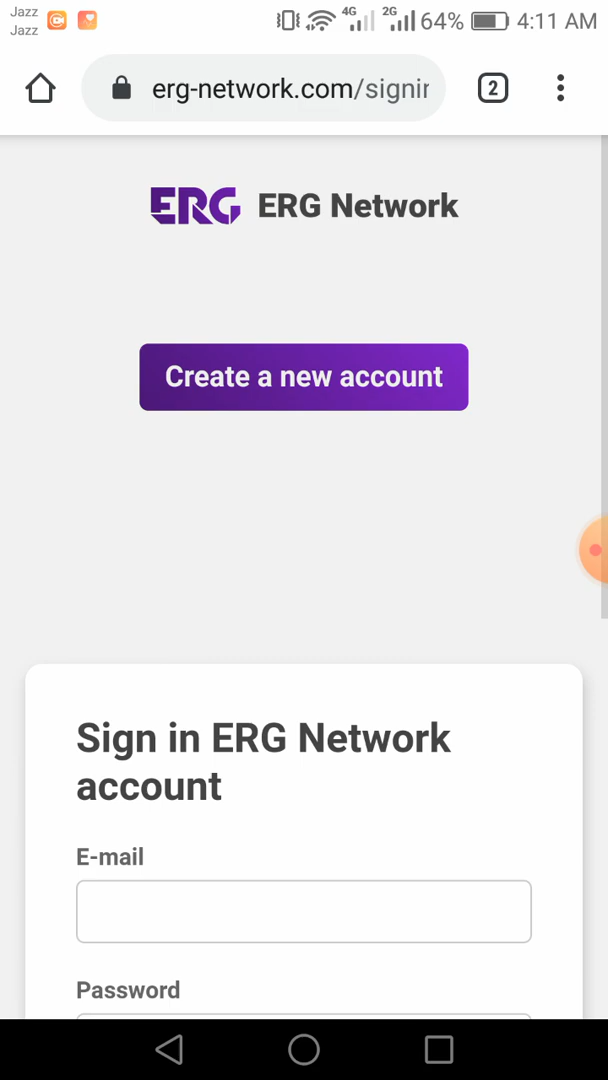 Jazz
Jazz
4G 2G 64% 4:11 AM
erg-network.com/signin
2
ERG ERG Network
Create a new account
Sign in ERG Network
account
E-mail
Password